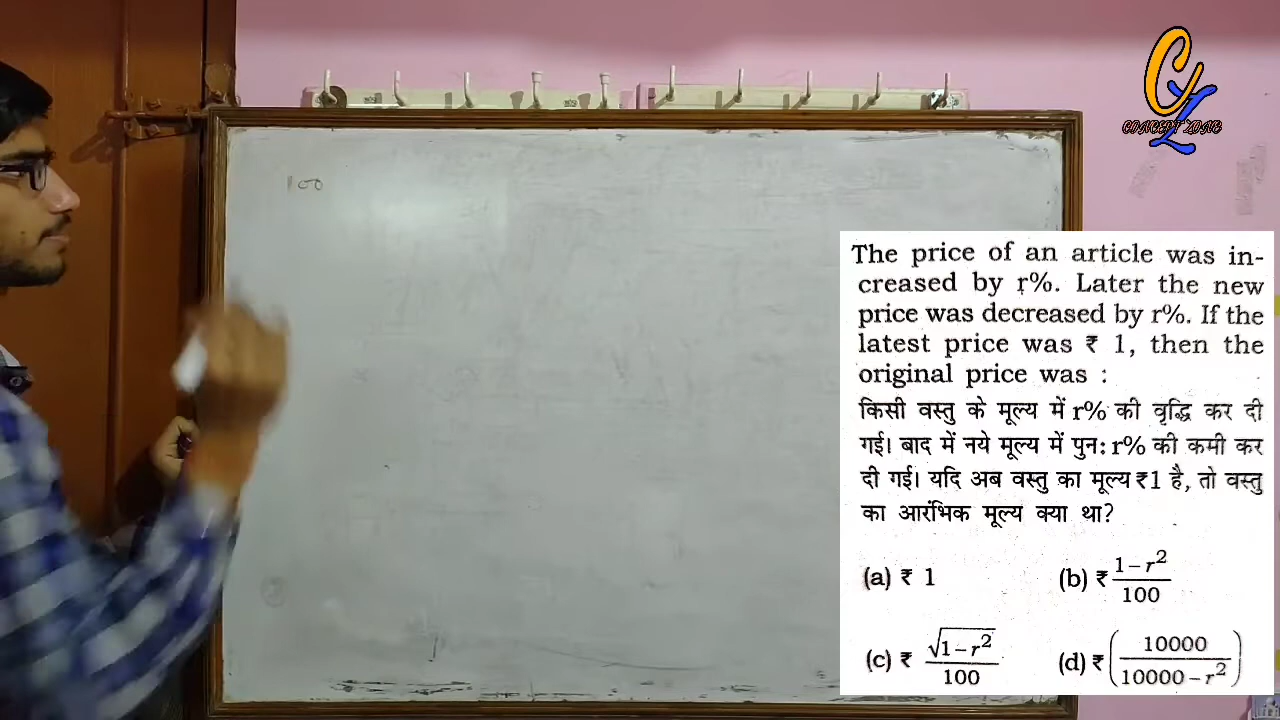 CONCEPT ZONE
100
The price of an article was in-
creased by r%. Later the new
price was decreased by r%. If the
latest price was ₹ 1, then the
original price was :
किसी वस्तु के मूल्य में r% की वृद्धि कर दी
गई। बाद में नये मूल्य में पुन: r% की कमी कर
दी गई। यदि अब वस्तु का मूल्य ₹1 है, तो वस्तु
का आरंभिक मूल्य क्या था?
(a) ₹ 1 (b) ₹ (1 – r²)/100
(c) ₹ √(1 – r²)/100 (d) ₹ (10000/(10000 – r²))